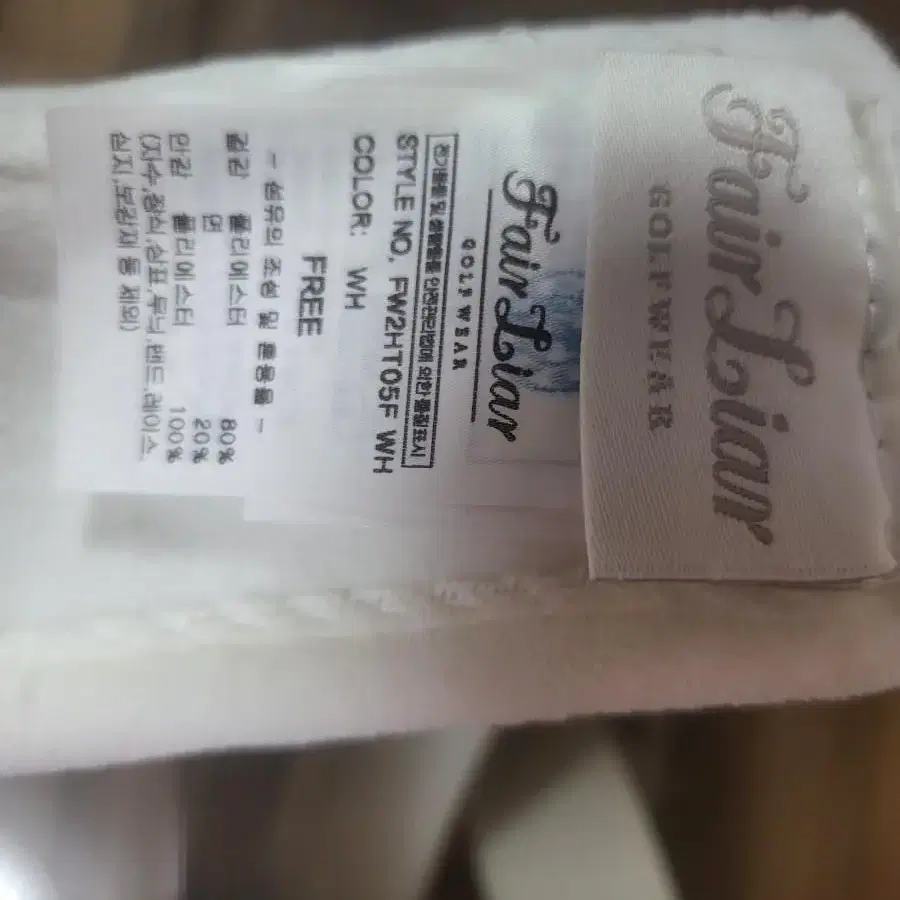 Fair Liar
GOLFWEAR
Fair Liar
GOLFWEAR
전기용품 및 생활용품 안전관리법에 의한 품질표시
STYLE NO. FW2HT05F WH
COLOR: WH
FREE
- 섬유의 조성 및 혼용율 -
겉감 폴리에스터 80%
면 20%
안감 폴리에스터 100%
(자수,장식,심표,무늬,밴드,레이스
심지,보강재 등 제외)